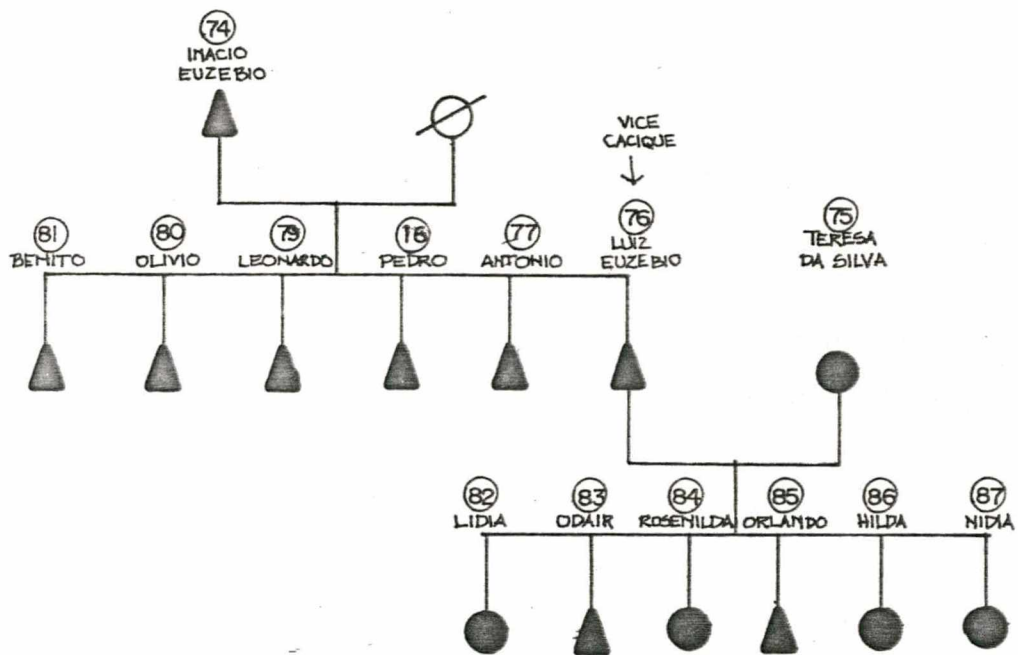 74
INACIO
EUZEBIO
VICE
CACIQUE
81 80 79 16 77 76 75
BENITO OLIVIO LEONARDO PEDRO ANTONIO LUIZ TERESA
EUZEBIO DA SILVA
82 83 84 85 86 87
LIDIA ODAIR ROSENILDA ORLANDO HILDA NIDIA